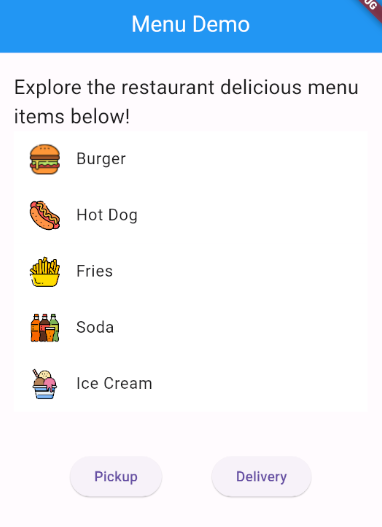 Menu Demo
Explore the restaurant delicious menu
items below!
Burger
Hot Dog
Fries
Soda
Ice Cream
Pickup
Delivery